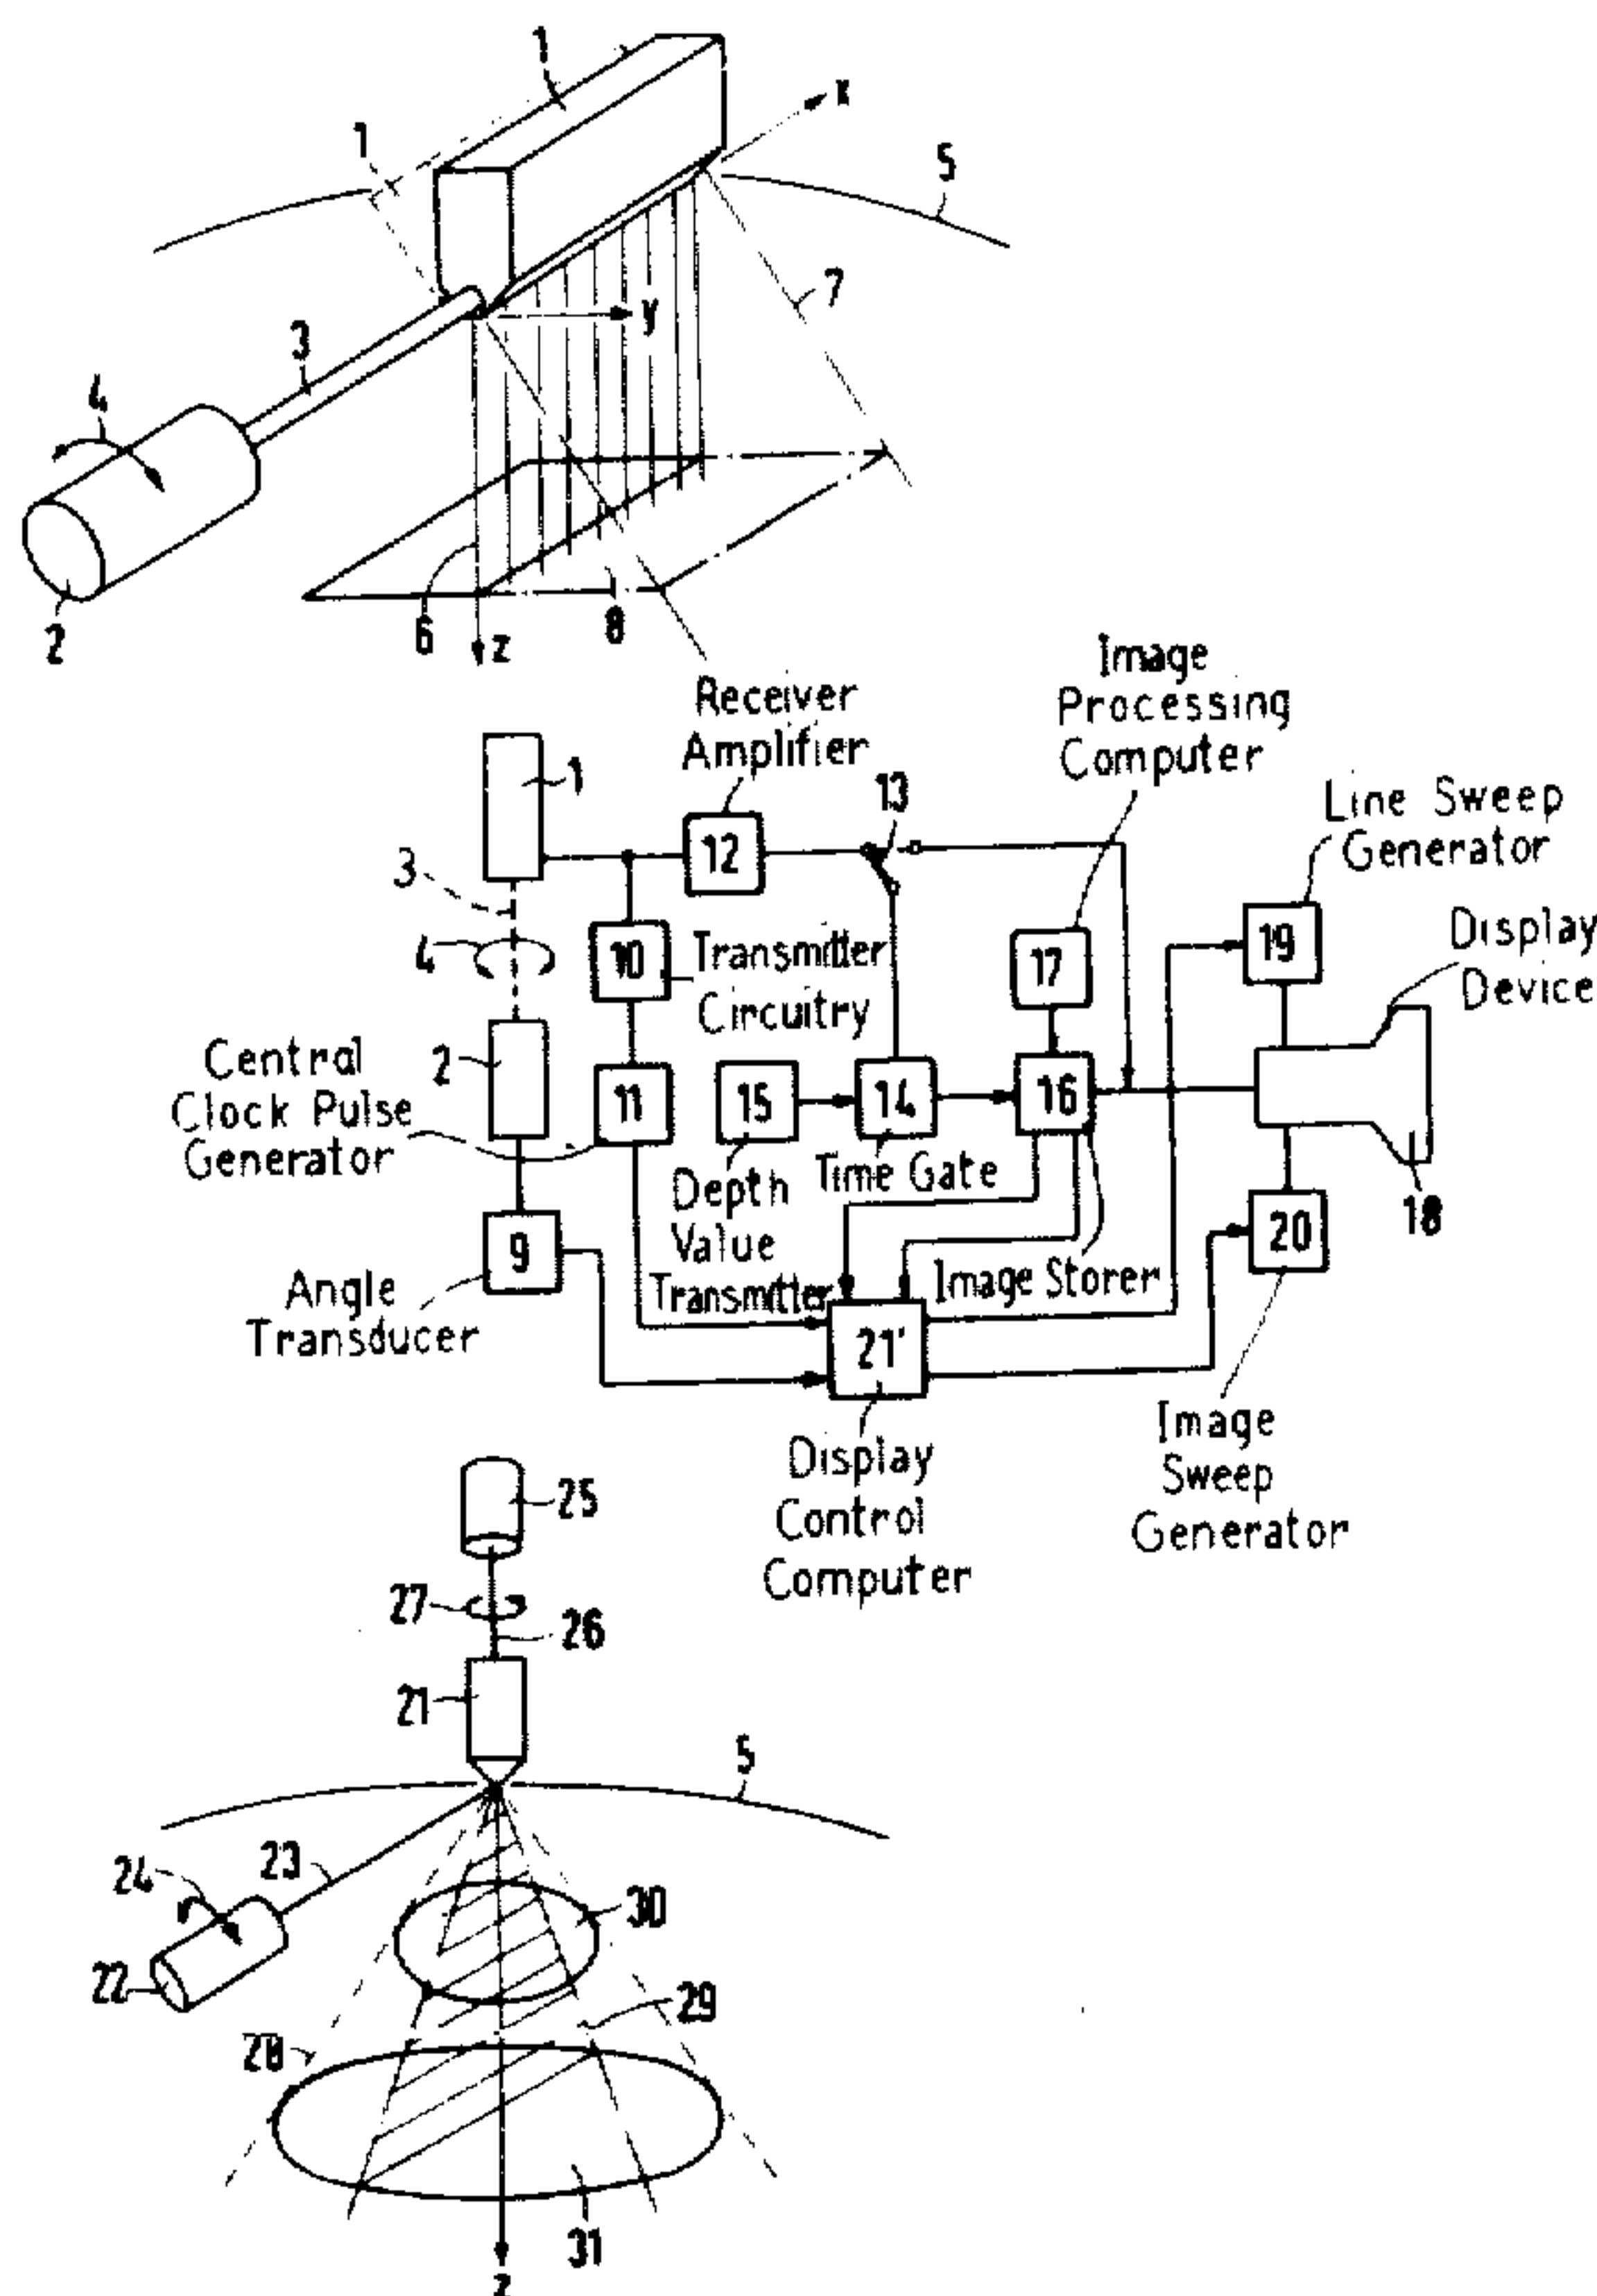 1
x
1
5
7
y
3
4
2
6
8
z
Image
Processing
Computer
Receiver
Amplifier
1
13
Line Sweep
Generator
12
3
4
10
Transmitter
Circuitry
17
19
Display
Device
Central
Clock Pulse
Generator
2
11
15
14
16
Time Gate
Depth
Value
Transmitter
18
9
20
Image Storer
Angle
Transducer
21'
Display
Control
Computer
Image
Sweep
Generator
25
27
26
21
5
24
23
30
22
29
28
31
z